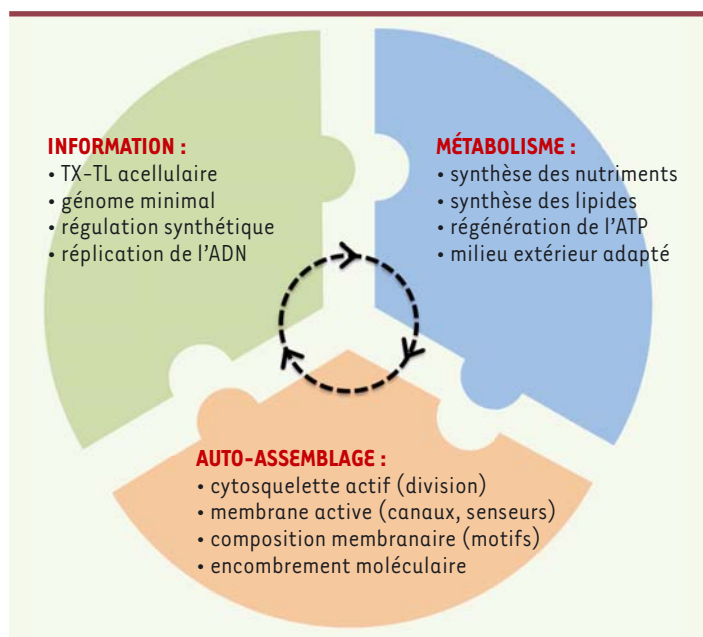 INFORMATION :
• TX-TL acellulaire
• génome minimal
• régulation synthétique
• réplication de l'ADN
MÉTABOLISME :
• synthèse des nutriments
• synthèse des lipides
• régénération de l'ATP
• milieu extérieur adapté
AUTO-ASSEMBLAGE :
• cytosquelette actif (division)
• membrane active (canaux, senseurs)
• composition membranaire (motifs)
• encombrement moléculaire